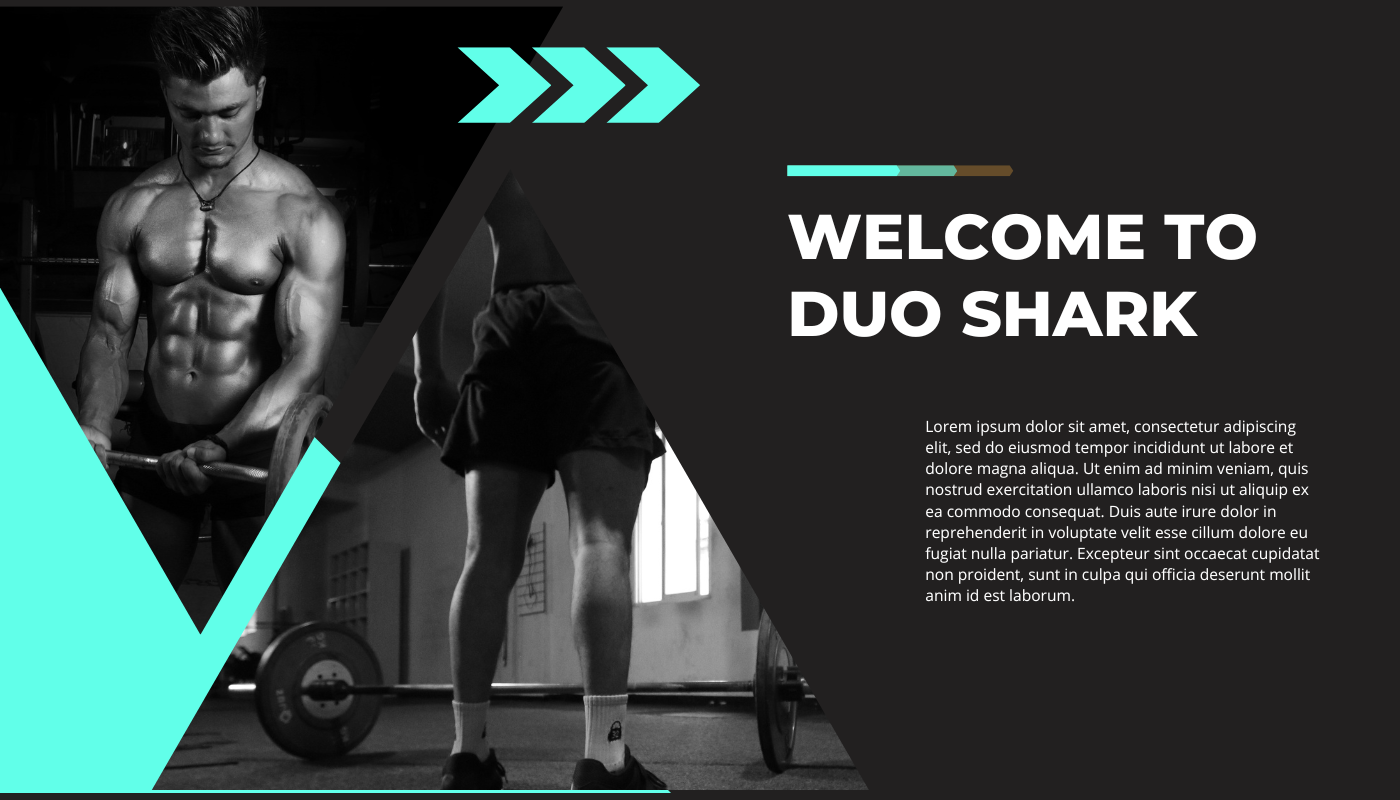 WELCOME TO
DUO SHARK
Lorem ipsum dolor sit amet, consectetur adipiscing
elit, sed do eiusmod tempor incididunt ut labore et
dolore magna aliqua. Ut enim ad minim veniam, quis
nostrud exercitation ullamco laboris nisi ut aliquip ex
ea commodo consequat. Duis aute irure dolor in
reprehenderit in voluptate velit esse cillum dolore eu
fugiat nulla pariatur. Excepteur sint occaecat cupidatat
non proident, sunt in culpa qui officia deserunt mollit
anim id est laborum.